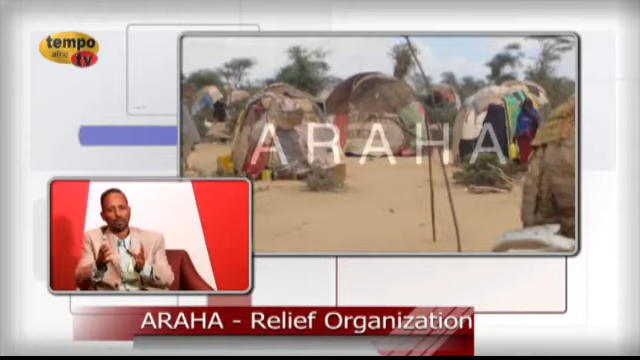 tempo
afric
tv
ARAHA
ARAHA - Relief Organization